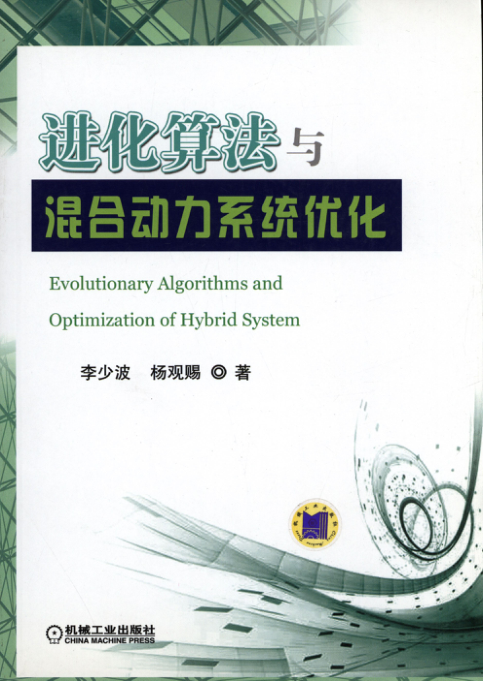 进化算法与
混合动力系统优化
Evolutionary Algorithms and
Optimization of Hybrid System
李少波 杨观赐 ◎ 著
机械工业出版社
CHINA MACHINE PRESS